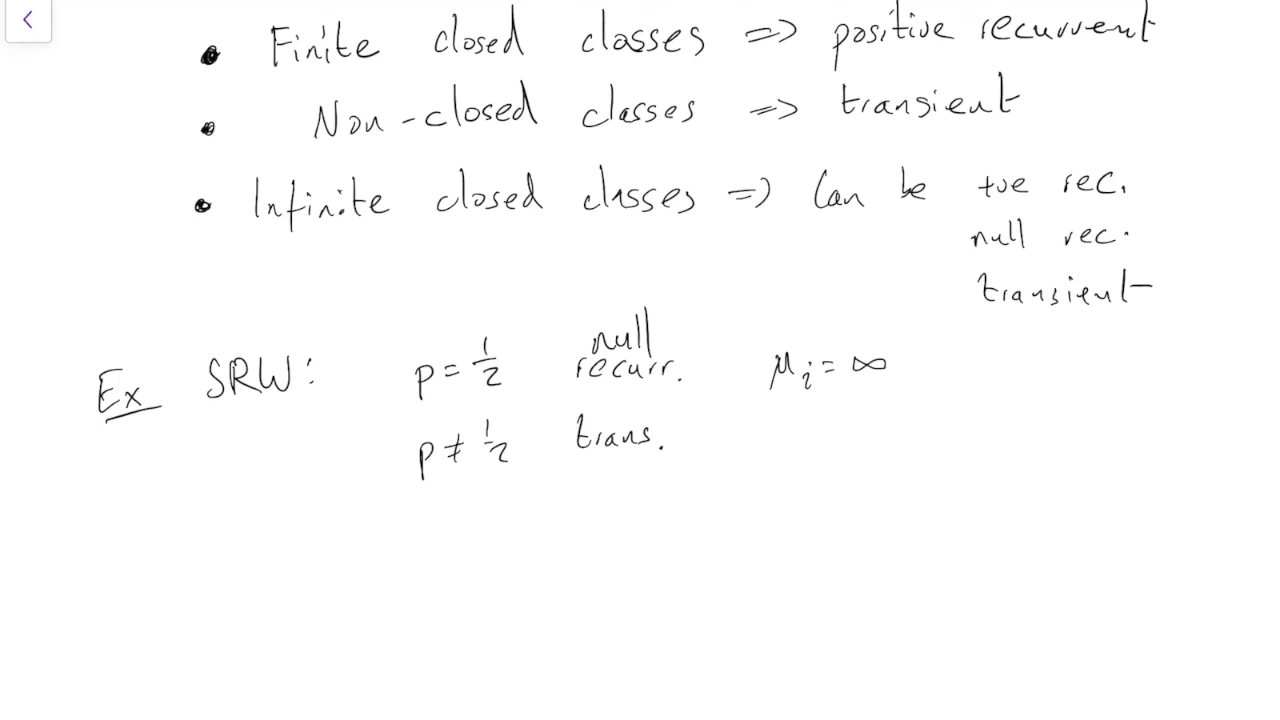 • Finite closed classes => positive recurrent
• Non-closed classes => transient
• Infinite closed classes => Can be +ve rec.
null rec.
transient
Ex SRW: p = 1/2 null recurr. μᵢ = ∞
p ≠ 1/2 trans.